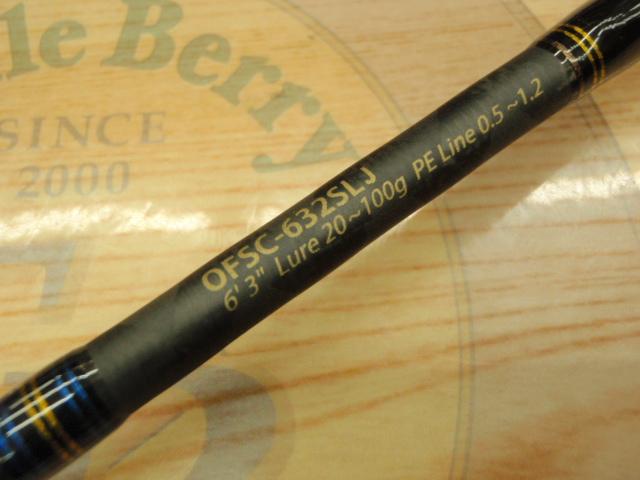 le Berry
SINCE
2000
OFSC-632SLJ
6' 3" Lure 20~100g PE Line 0.5 ~1.2